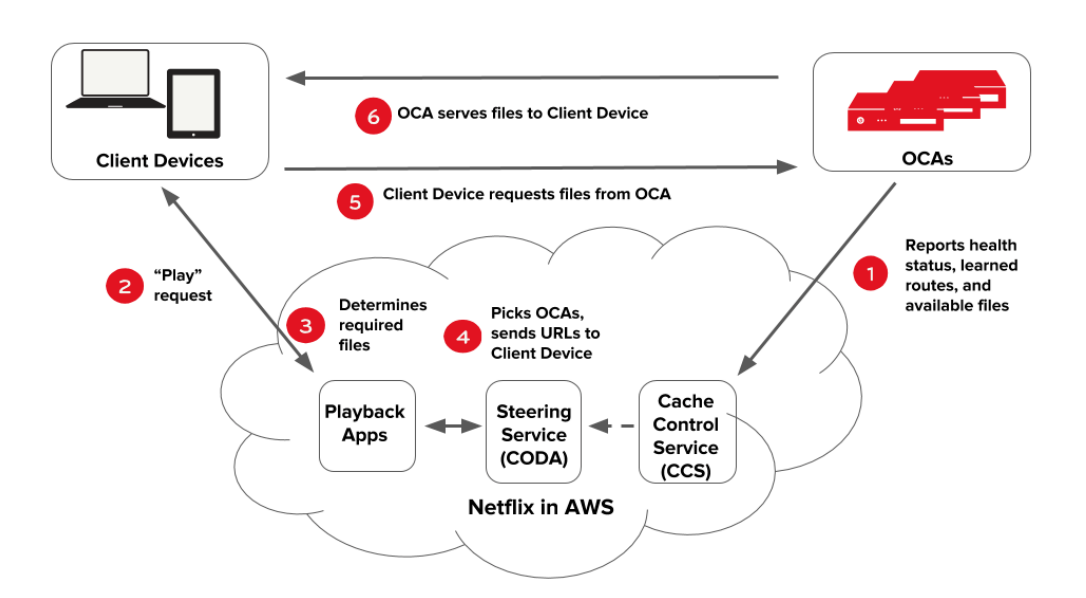 6
OCA serves files to Client Device
Client Devices
OCAs
5
Client Device requests files from OCA
2
“Play”
request
1
Reports health
status, learned
routes, and
available files
3
Determines
required
files
4
Picks OCAs,
sends URLs to
Client Device
Playback
Apps
Steering
Service
(CODA)
Cache
Control
Service
(CCS)
Netflix in AWS